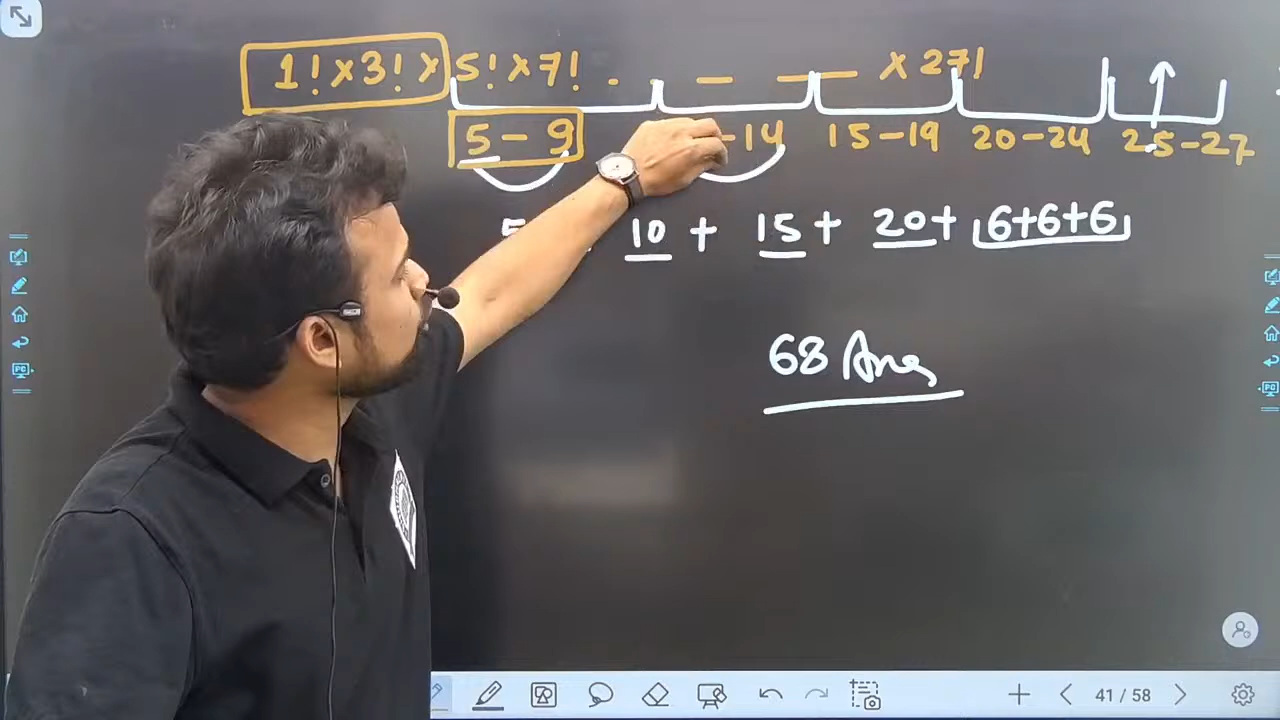 1! x 3! x 5! x 7! . . _ _ _ x 27!
5 - 9 -14 15 -19 20-24 25-27
10 + 15 + 20+ 6+6+6
68 Ans
41 / 58